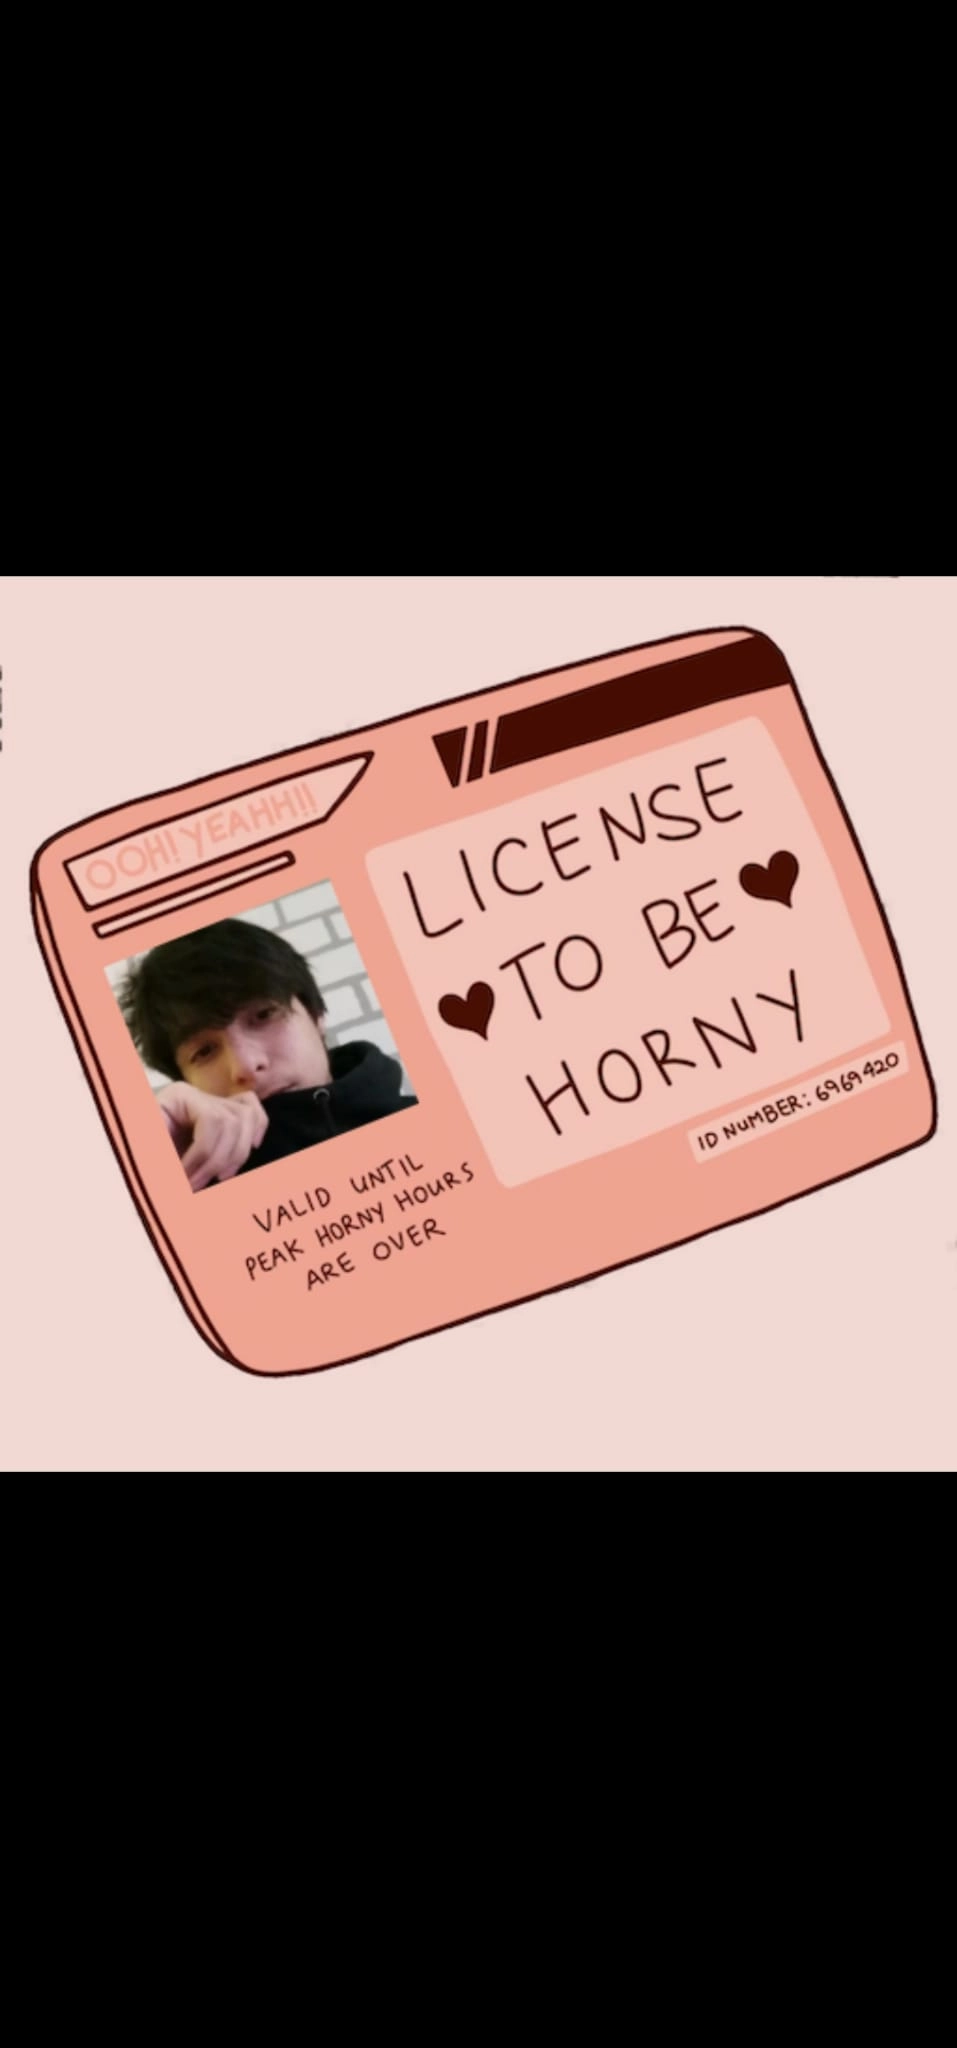 OOH! YEAHH!!
LICENSE
TO BE
HORNY
ID NUMBER: 6969420
VALID UNTIL
PEAK HORNY HOURS
ARE OVER